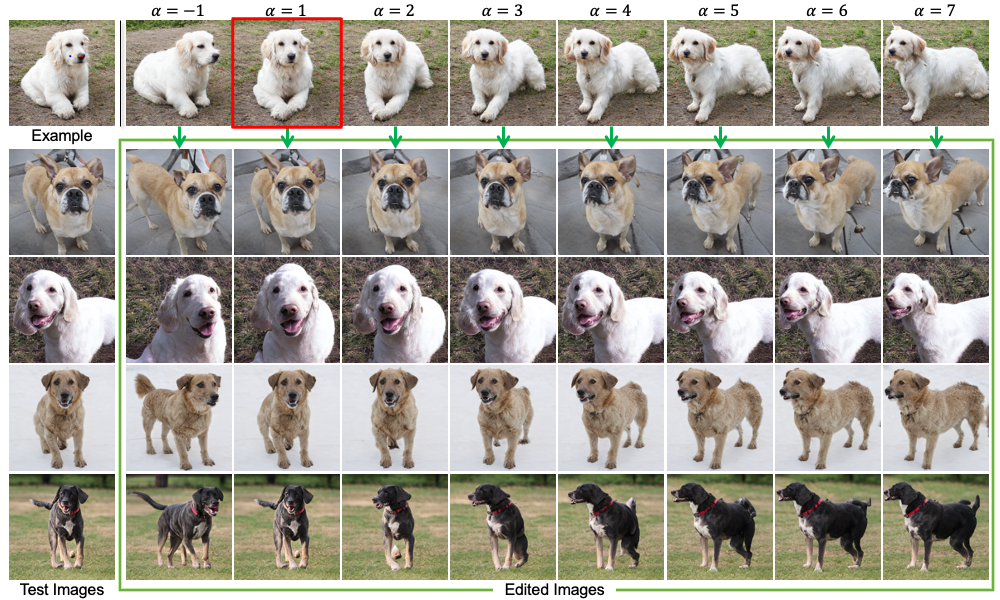 α = −1 α = 1 α = 2 α = 3 α = 4 α = 5 α = 6 α = 7
Example
Test Images Edited Images